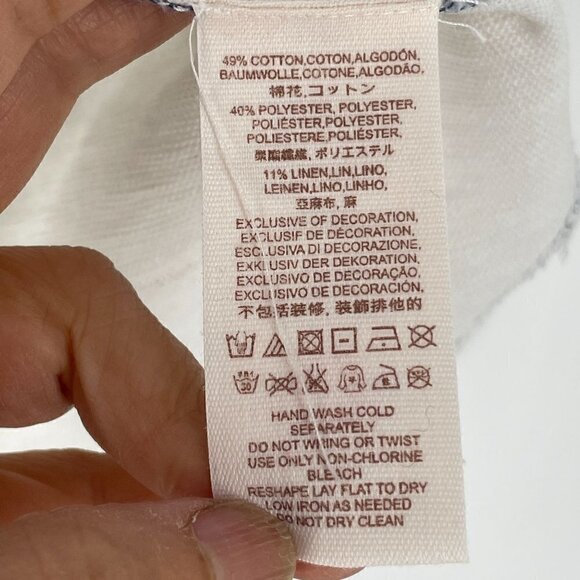 49% COTTON,COTON,ALGODÓN,
BAUMWOLLE,COTONE,ALGODÃO,
棉花,コットン
40% POLYESTER, POLYESTER,
POLIÉSTER,POLYESTER,
POLIESTERE,POLIÉSTER,
聚酯纖維, ポリエステル
11% LINEN,LIN,LINO,
LEINEN,LINO,LINHO,
亞麻布, 麻
EXCLUSIVE OF DECORATION,
EXCLUSIF DE DÉCORATION,
ESCLUSIVA DI DECORAZIONE,
EXKLUSIV DER DEKORATION,
EXCLUSIVO DE DECORAÇÃO,
EXCLUSIVO DE DECORACIÓN,
不包括装修, 装飾排他的
30
HAND WASH COLD
SEPARATELY
DO NOT WRING OR TWIST
USE ONLY NON-CHLORINE
BLEACH
RESHAPE LAY FLAT TO DRY
LOW IRON AS NEEDED
DO NOT DRY CLEAN